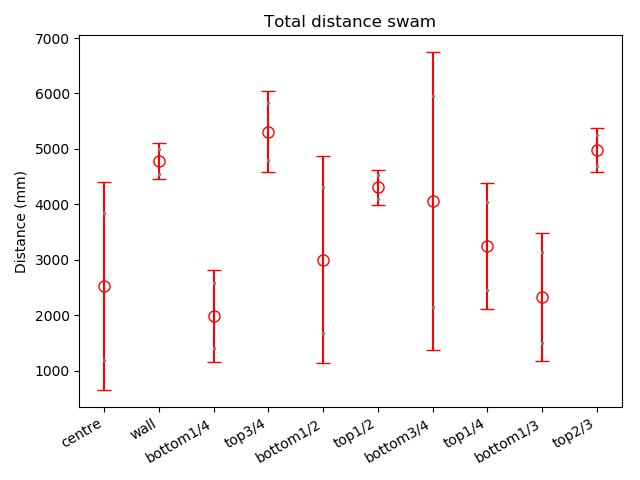 Total distance swam
Distance (mm)
7000
6000
5000
4000
3000
2000
1000
centre
wall
bottom1/4
top3/4
bottom1/2
top1/2
bottom3/4
top1/4
bottom1/3
top2/3